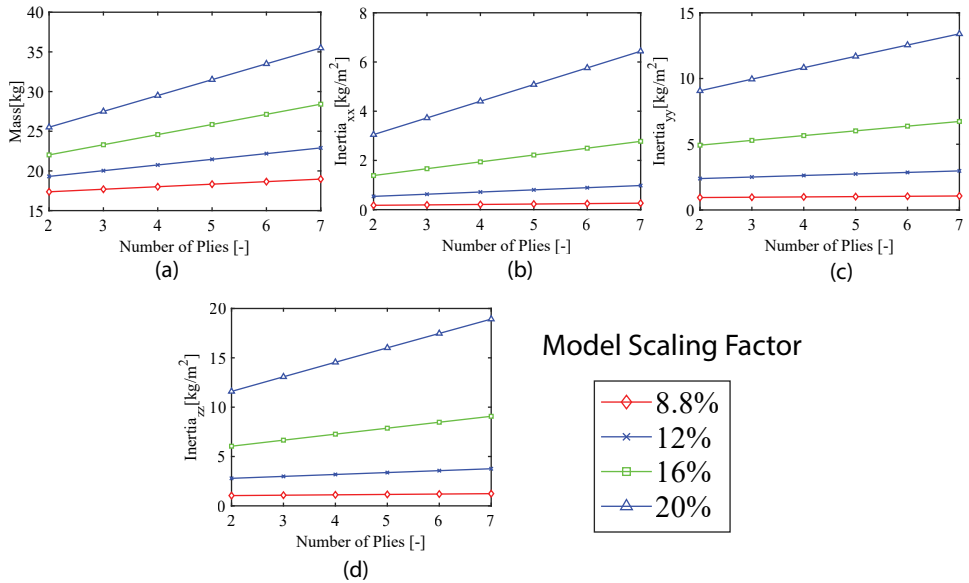 40
35
30
25
20
15
Mass[kg]
2 3 4 5 6 7
Number of Plies [-]
(a)
8
6
4
2
0
Inertia_xx[kg/m²]
2 3 4 5 6 7
Number of Plies [-]
(b)
15
10
5
0
Inertia_yy[kg/m²]
2 3 4 5 6 7
Number of Plies [-]
(c)
20
15
10
5
0
Inertia_zz[kg/m²]
2 3 4 5 6 7
Number of Plies [-]
(d)
Model Scaling Factor
8.8%
12%
16%
20%